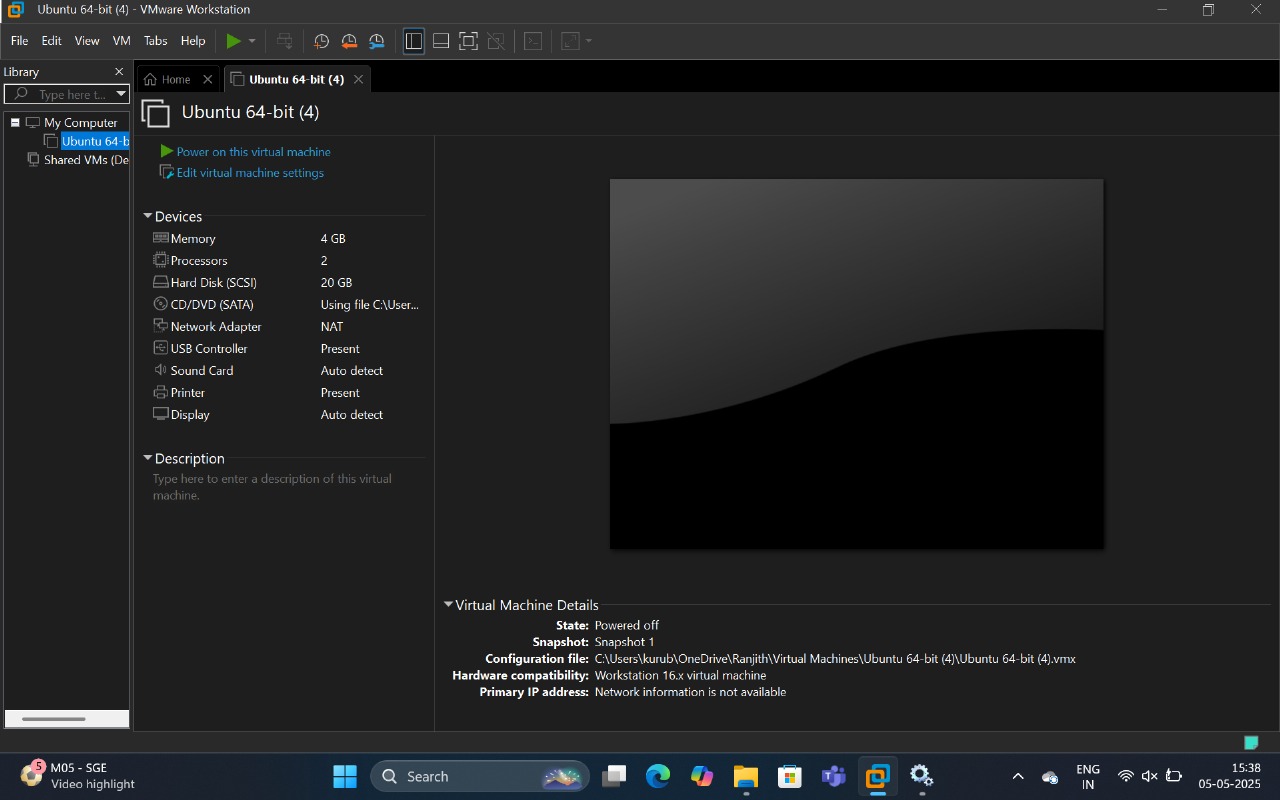 Ubuntu 64-bit (4) - VMware Workstation
File Edit View VM Tabs Help
Library
Type here t...
My Computer
Ubuntu 64-b
Shared VMs (De
Home
Ubuntu 64-bit (4)
Ubuntu 64-bit (4)
Power on this virtual machine
Edit virtual machine settings
Devices
Memory 4 GB
Processors 2
Hard Disk (SCSI) 20 GB
CD/DVD (SATA) Using file C:\User...
Network Adapter NAT
USB Controller Present
Sound Card Auto detect
Printer Present
Display Auto detect
Description
Type here to enter a description of this virtual
machine.
Virtual Machine Details
State: Powered off
Snapshot: Snapshot 1
Configuration file: C:\Users\kurub\OneDrive\Ranjith\Virtual Machines\Ubuntu 64-bit (4)\Ubuntu 64-bit (4).vmx
Hardware compatibility: Workstation 16.x virtual machine
Primary IP address: Network information is not available
5
M05 - SGE
Video highlight
Search
ENG
IN
15:38
05-05-2025